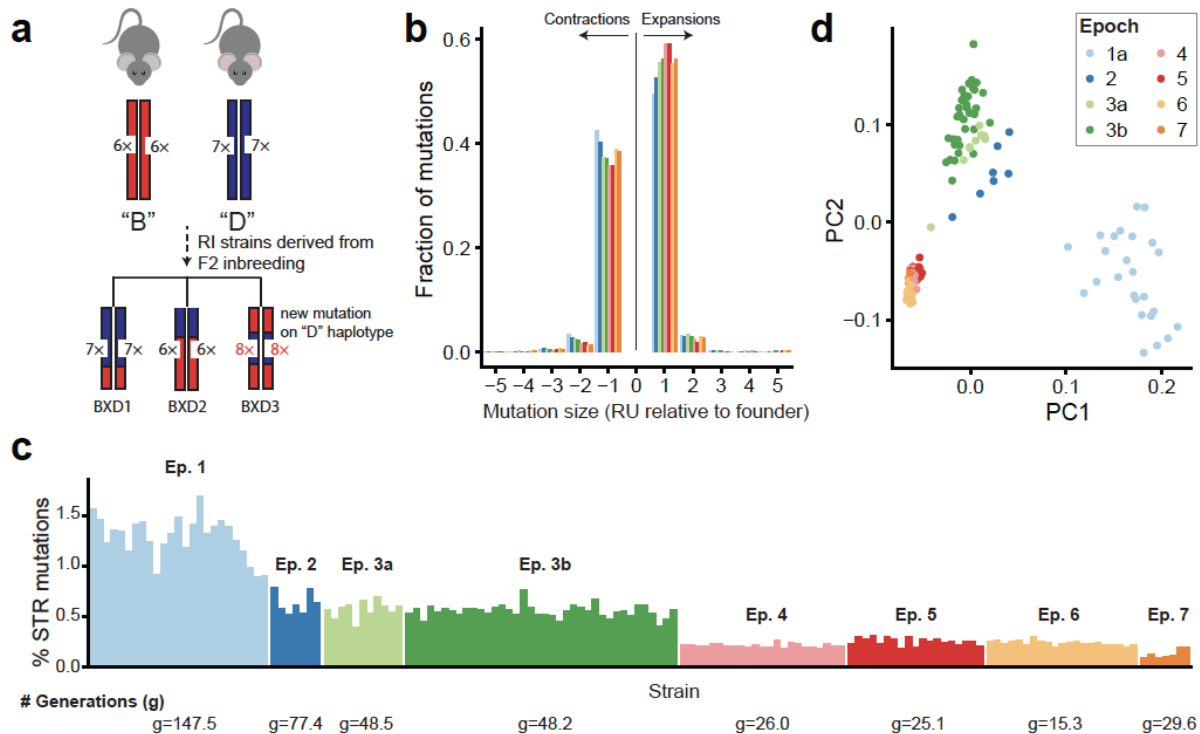 a
6×
6×
7×
7×
"B"
"D"
RI strains derived from
F2 inbreeding
new mutation
on "D" haplotype
7×
7×
6×
6×
8×
8×
BXD1
BXD2
BXD3
b
Contractions
Expansions
Fraction of mutations
0.6
0.4
0.2
0.0
−5 −4 −3 −2 −1 0 1 2 3 4 5
Mutation size (RU relative to founder)
d
Epoch
1a
2
3a
3b
4
5
6
7
PC2
0.1
0.0
−0.1
0.0 0.1 0.2
PC1
c
% STR mutations
1.5
1.0
0.5
0.0
Ep. 1
Ep. 2
Ep. 3a
Ep. 3b
Ep. 4
Ep. 5
Ep. 6
Ep. 7
Strain
# Generations (g)
g=147.5
g=77.4
g=48.5
g=48.2
g=26.0
g=25.1
g=15.3
g=29.6